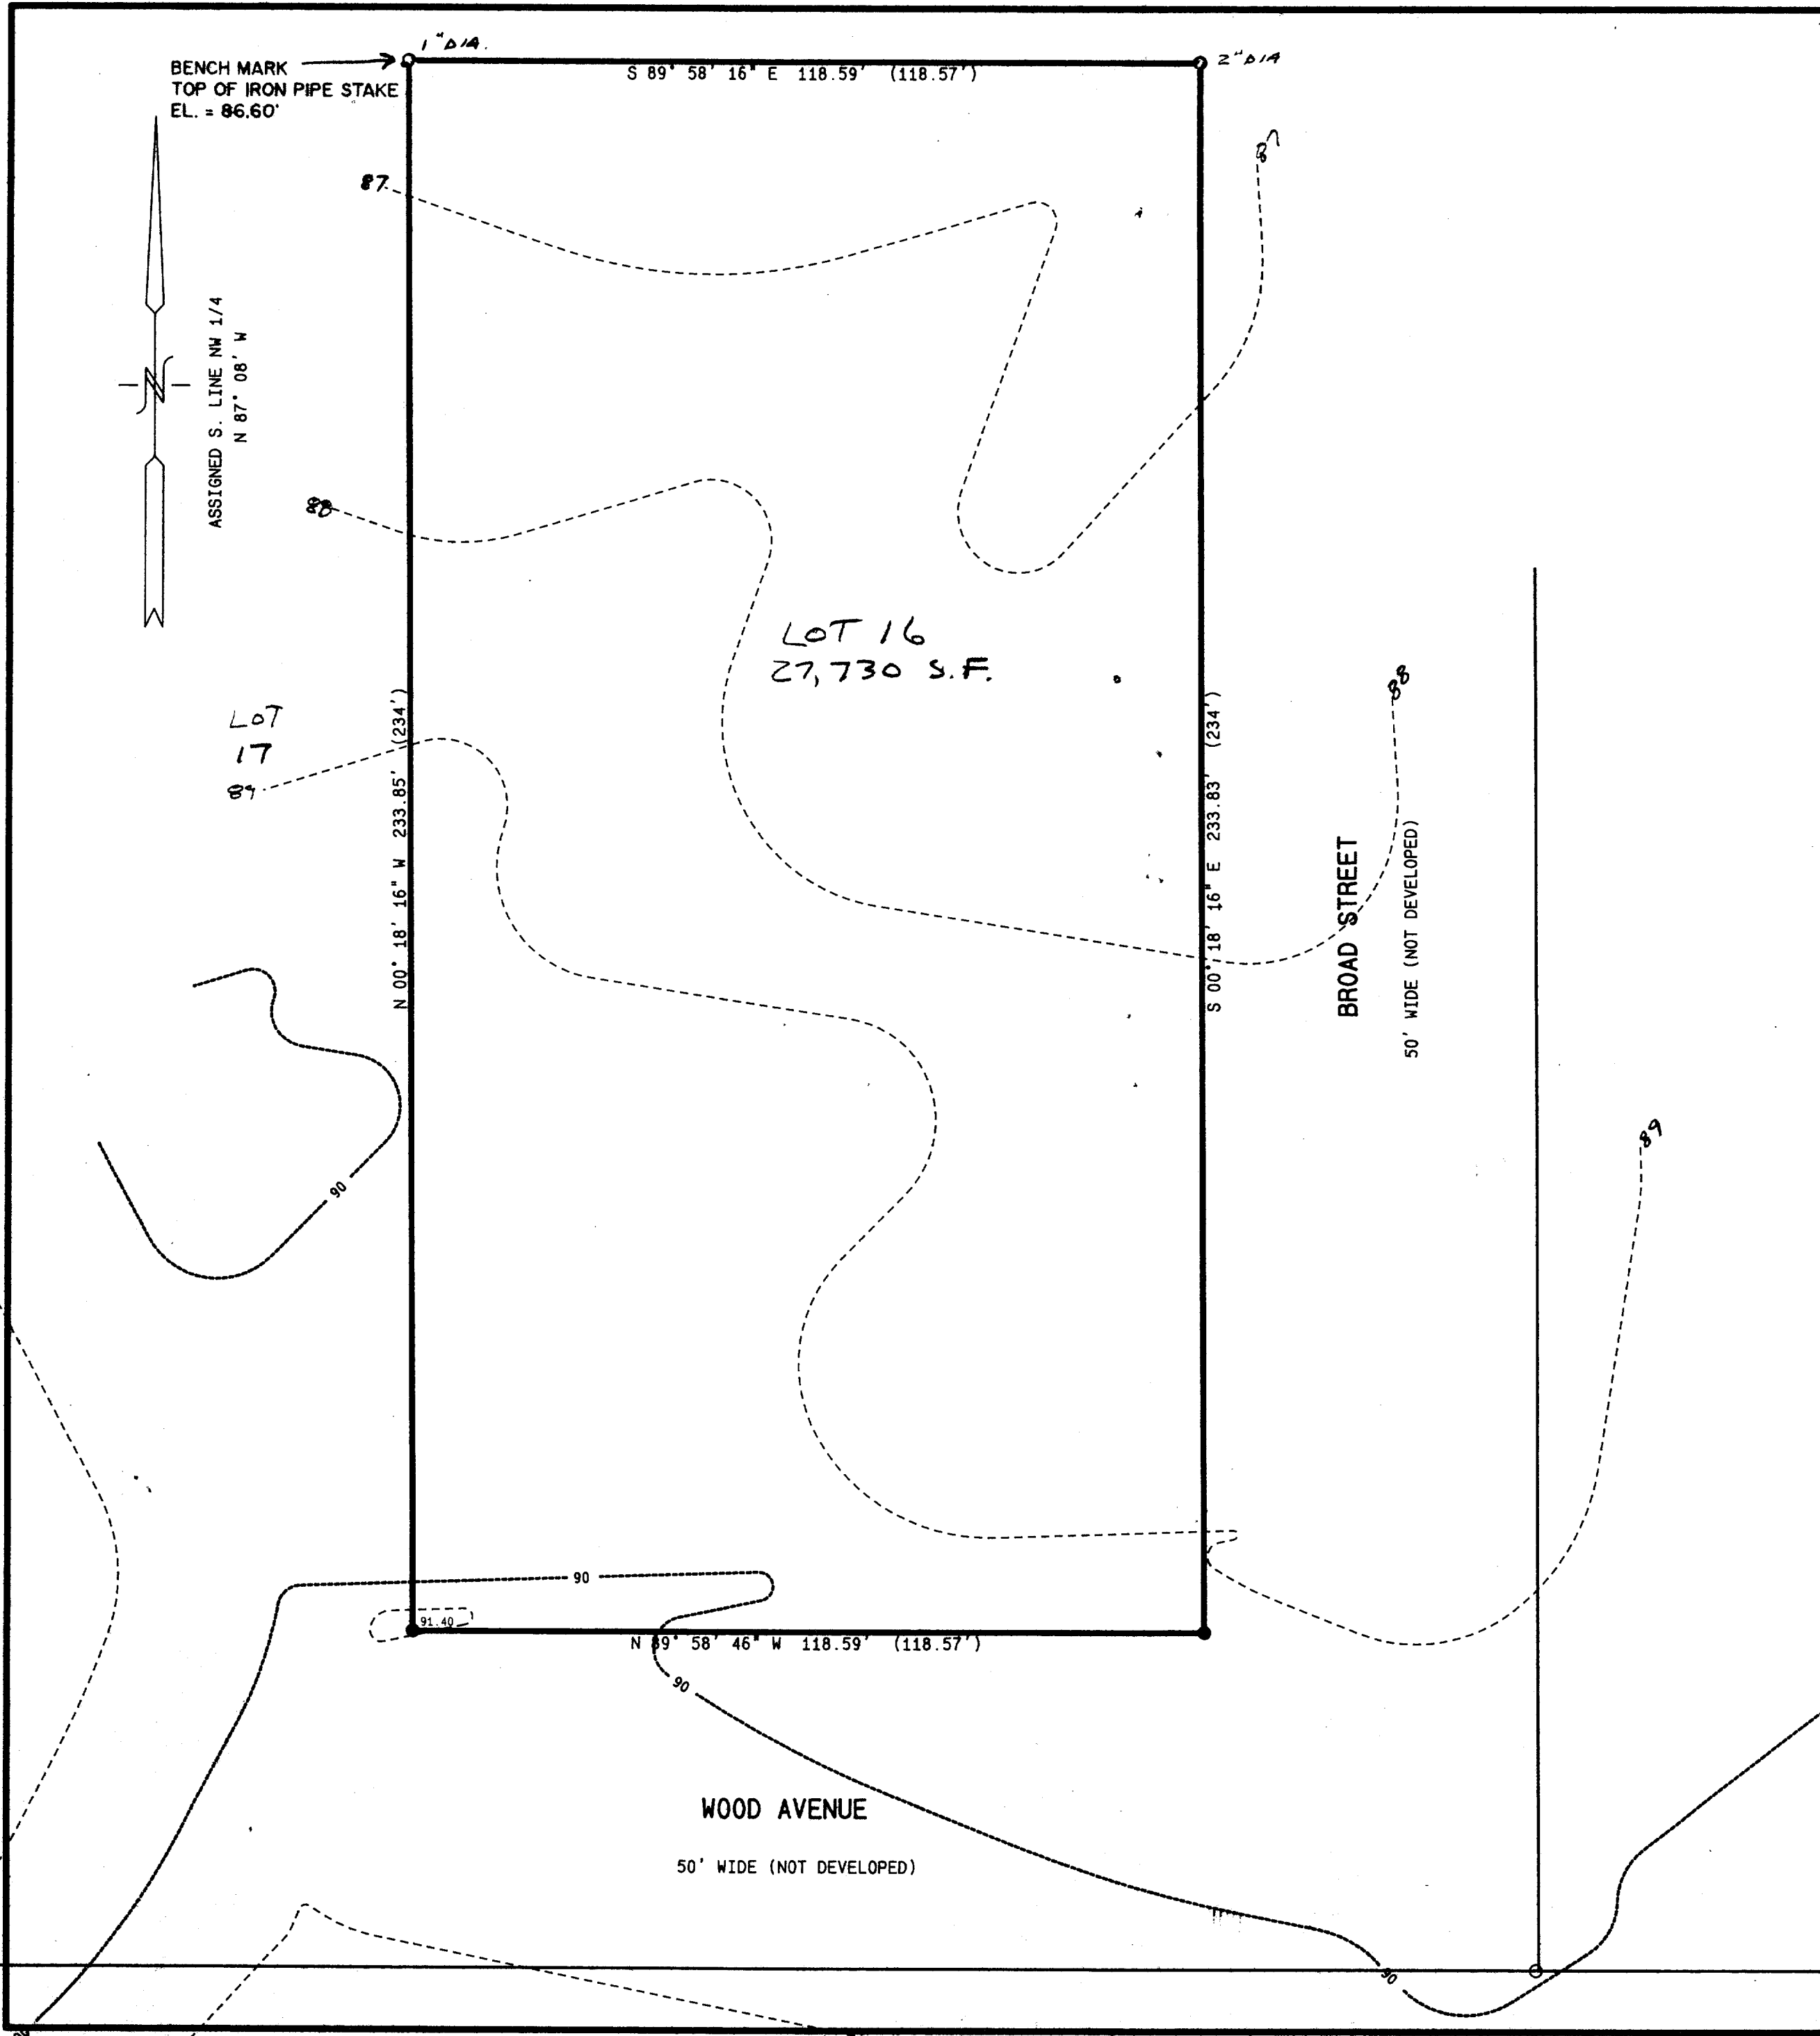 1" DIA.
2" DIA
BENCH MARK
TOP OF IRON PIPE STAKE
EL. = 86.60'
S 89° 58' 16" E 118.59' (118.57')
87
87
ASSIGNED S. LINE NW 1/4
N 87° 08' W
N
88
LOT 16
27,730 S.F.
LOT
17
89
88
N 00° 18' 16" W 233.85' (234')
S 00° 18' 16" E 233.83' (234')
BROAD STREET
50' WIDE (NOT DEVELOPED)
89
90
90
91.40
N 89° 58' 46" W 118.59' (118.57')
90
WOOD AVENUE
50' WIDE (NOT DEVELOPED)
90